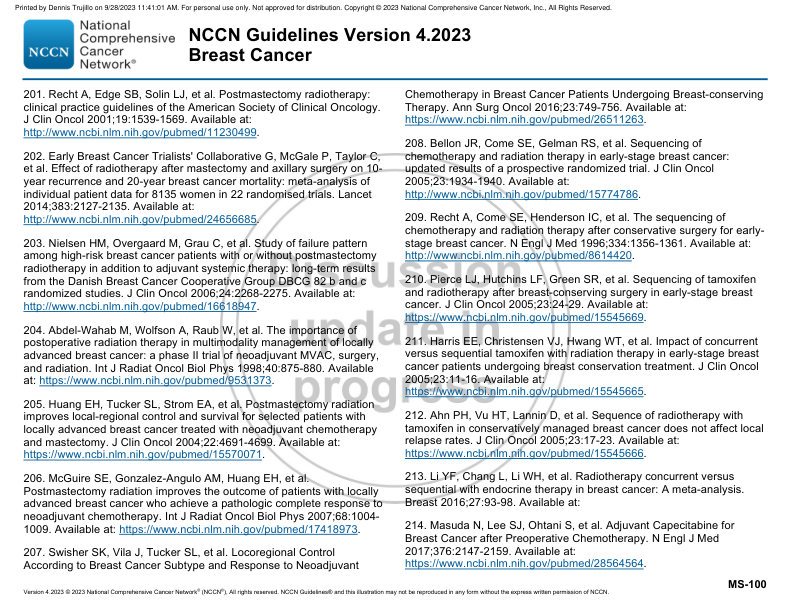 Printed by Dennis Trujillo on 9/28/2023 11:41:01 AM. For personal use only. Not approved for distribution. Copyright © 2023 National Comprehensive Cancer Network, Inc., All Rights Reserved.
NCCN
National
Comprehensive
Cancer
Network®
NCCN Guidelines Version 4.2023
Breast Cancer
201. Recht A, Edge SB, Solin LJ, et al. Postmastectomy radiotherapy:
clinical practice guidelines of the American Society of Clinical Oncology.
J Clin Oncol 2001;19:1539-1569. Available at:
http://www.ncbi.nlm.nih.gov/pubmed/11230499.
202. Early Breast Cancer Trialists' Collaborative G, McGale P, Taylor C,
et al. Effect of radiotherapy after mastectomy and axillary surgery on 10-
year recurrence and 20-year breast cancer mortality: meta-analysis of
individual patient data for 8135 women in 22 randomised trials. Lancet
2014;383:2127-2135. Available at:
http://www.ncbi.nlm.nih.gov/pubmed/24656685.
203. Nielsen HM, Overgaard M, Grau C, et al. Study of failure pattern
among high-risk breast cancer patients with or without postmastectomy
radiotherapy in addition to adjuvant systemic therapy: long-term results
from the Danish Breast Cancer Cooperative Group DBCG 82 b and c
randomized studies. J Clin Oncol 2006;24:2268-2275. Available at:
http://www.ncbi.nlm.nih.gov/pubmed/16618947.
204. Abdel-Wahab M, Wolfson A, Raub W, et al. The importance of
postoperative radiation therapy in multimodality management of locally
advanced breast cancer: a phase II trial of neoadjuvant MVAC, surgery,
and radiation. Int J Radiat Oncol Biol Phys 1998;40:875-880. Available
at: https://www.ncbi.nlm.nih.gov/pubmed/9531373.
205. Huang EH, Tucker SL, Strom EA, et al. Postmastectomy radiation
improves local-regional control and survival for selected patients with
locally advanced breast cancer treated with neoadjuvant chemotherapy
and mastectomy. J Clin Oncol 2004;22:4691-4699. Available at:
https://www.ncbi.nlm.nih.gov/pubmed/15570071.
206. McGuire SE, Gonzalez-Angulo AM, Huang EH, et al.
Postmastectomy radiation improves the outcome of patients with locally
advanced breast cancer who achieve a pathologic complete response to
neoadjuvant chemotherapy. Int J Radiat Oncol Biol Phys 2007;68:1004-
1009. Available at: https://www.ncbi.nlm.nih.gov/pubmed/17418973.
207. Swisher SK, Vila J, Tucker SL, et al. Locoregional Control
According to Breast Cancer Subtype and Response to Neoadjuvant
Chemotherapy in Breast Cancer Patients Undergoing Breast-conserving
Therapy. Ann Surg Oncol 2016;23:749-756. Available at:
https://www.ncbi.nlm.nih.gov/pubmed/26511263.
208. Bellon JR, Come SE, Gelman RS, et al. Sequencing of
chemotherapy and radiation therapy in early-stage breast cancer:
updated results of a prospective randomized trial. J Clin Oncol
2005;23:1934-1940. Available at:
http://www.ncbi.nlm.nih.gov/pubmed/15774786.
209. Recht A, Come SE, Henderson IC, et al. The sequencing of
chemotherapy and radiation therapy after conservative surgery for early-
stage breast cancer. N Engl J Med 1996;334:1356-1361. Available at:
http://www.ncbi.nlm.nih.gov/pubmed/8614420.
210. Pierce LJ, Hutchins LF, Green SR, et al. Sequencing of tamoxifen
and radiotherapy after breast-conserving surgery in early-stage breast
cancer. J Clin Oncol 2005;23:24-29. Available at:
https://www.ncbi.nlm.nih.gov/pubmed/15545669.
211. Harris EE, Christensen VJ, Hwang WT, et al. Impact of concurrent
versus sequential tamoxifen with radiation therapy in early-stage breast
cancer patients undergoing breast conservation treatment. J Clin Oncol
2005;23:11-16. Available at:
https://www.ncbi.nlm.nih.gov/pubmed/15545665.
212. Ahn PH, Vu HT, Lannin D, et al. Sequence of radiotherapy with
tamoxifen in conservatively managed breast cancer does not affect local
relapse rates. J Clin Oncol 2005;23:17-23. Available at:
https://www.ncbi.nlm.nih.gov/pubmed/15545666.
213. Li YF, Chang L, Li WH, et al. Radiotherapy concurrent versus
sequential with endocrine therapy in breast cancer: A meta-analysis.
Breast 2016;27:93-98. Available at:
214. Masuda N, Lee SJ, Ohtani S, et al. Adjuvant Capecitabine for
Breast Cancer after Preoperative Chemotherapy. N Engl J Med
2017;376:2147-2159. Available at:
https://www.ncbi.nlm.nih.gov/pubmed/28564564.
Discussion
update in
progress
MS-100
Version 4.2023 © 2023 National Comprehensive Cancer Network® (NCCN®), All rights reserved. NCCN Guidelines® and this illustration may not be reproduced in any form without the express written permission of NCCN.